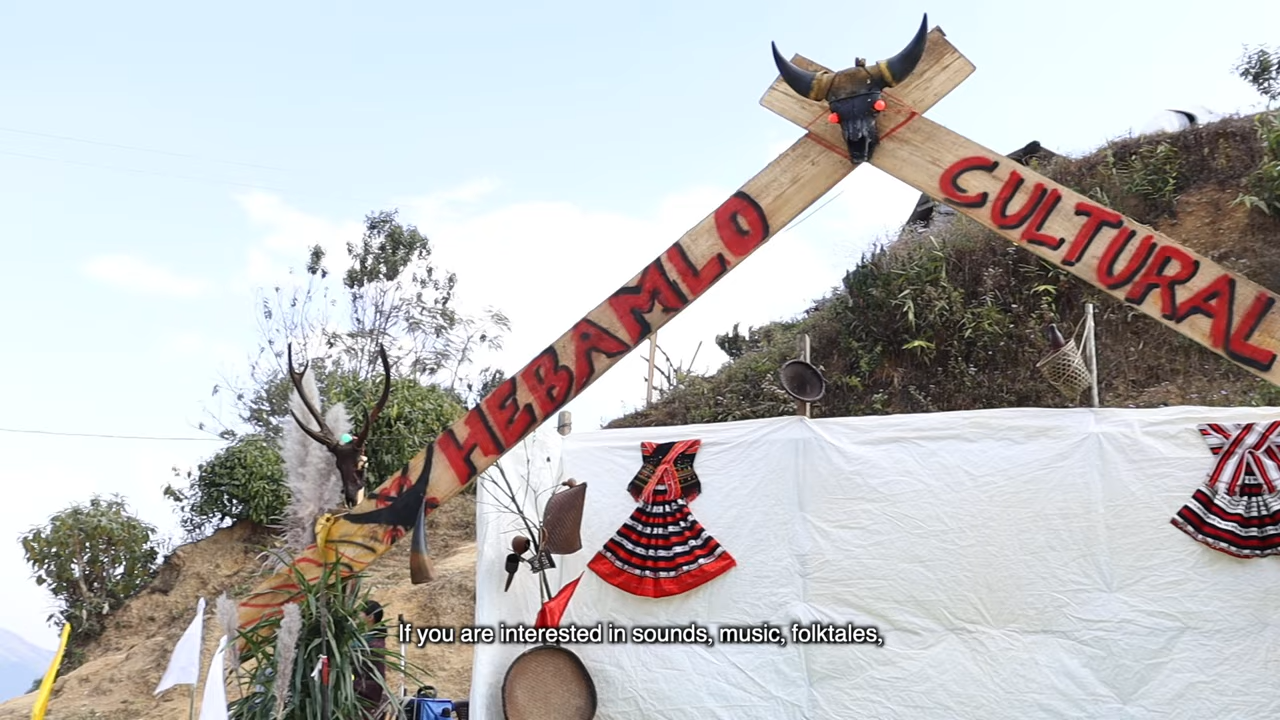 HEBAMLO
CULTURAL
If you are interested in sounds, music, folktales,